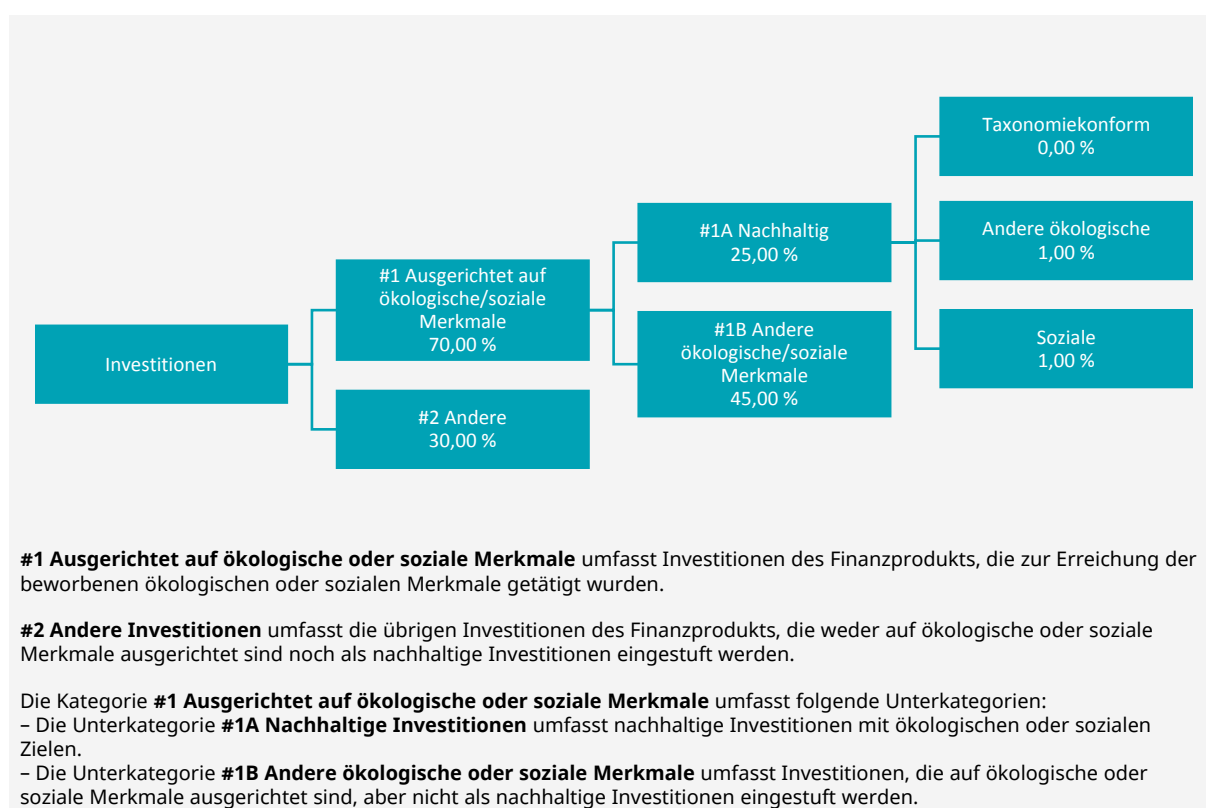 Investitionen
#1 Ausgerichtet auf
ökologische/soziale
Merkmale
70,00 %
#2 Andere
30,00 %
#1A Nachhaltig
25,00 %
#1B Andere
ökologische/soziale
Merkmale
45,00 %
Taxonomiekonform
0,00 %
Andere ökologische
1,00 %
Soziale
1,00 %
#1 Ausgerichtet auf ökologische oder soziale Merkmale umfasst Investitionen des Finanzprodukts, die zur Erreichung der
beworbenen ökologischen oder sozialen Merkmale getätigt wurden.
#2 Andere Investitionen umfasst die übrigen Investitionen des Finanzprodukts, die weder auf ökologische oder soziale
Merkmale ausgerichtet sind noch als nachhaltige Investitionen eingestuft werden.
Die Kategorie #1 Ausgerichtet auf ökologische oder soziale Merkmale umfasst folgende Unterkategorien:
– Die Unterkategorie #1A Nachhaltige Investitionen umfasst nachhaltige Investitionen mit ökologischen oder sozialen
Zielen.
– Die Unterkategorie #1B Andere ökologische oder soziale Merkmale umfasst Investitionen, die auf ökologische oder
soziale Merkmale ausgerichtet sind, aber nicht als nachhaltige Investitionen eingestuft werden.